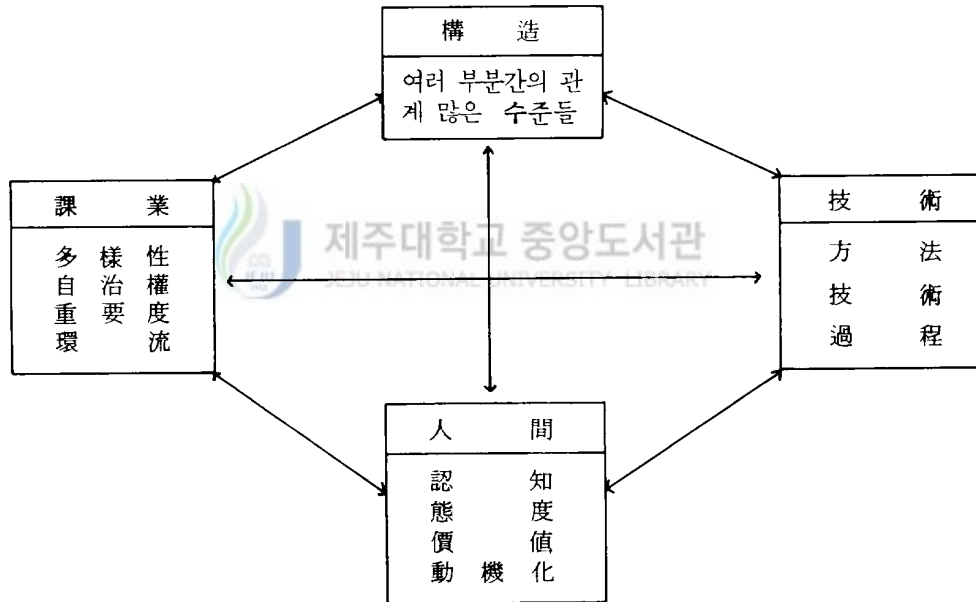 構造
여러 부분간의 관
계 많은 수준들
課業
多樣性
自治權
重要度
環流
제주대학교 중앙도서관
JEJU NATIONAL UNIVERSITY LIBRARY
技術
方法
技術
過程
人間
認知
態度
價値
動機化